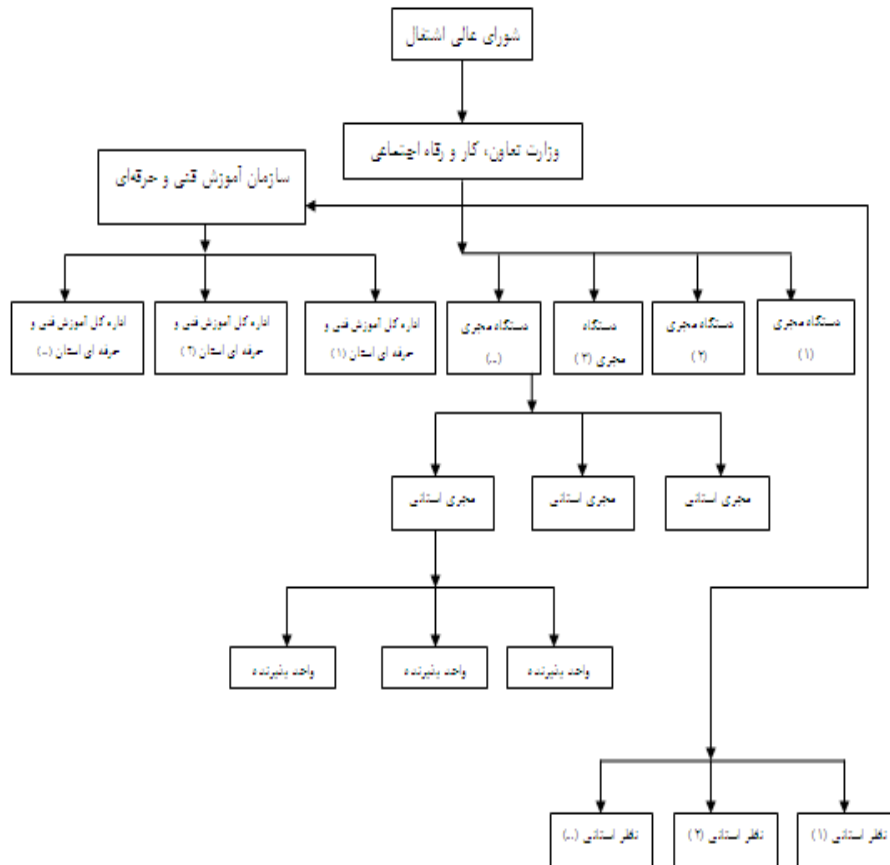 شورای عالی اشتغال
وزارت تعاون، کار و رفاه اجتماعی
سازمان آموزش فنی و حرفه‌ای
دستگاه مجری
(۱)
دستگاه مجری
(۲)
دستگاه
مجری (۳)
دستگاه مجری
(...)
اداره کل آموزش فنی و
حرفه ای استان (۱)
اداره کل آموزش فنی و
حرفه ای استان (۲)
اداره کل آموزش فنی و
حرفه ای استان (...)
مجری استانی
مجری استانی
مجری استانی
واحد پذیرنده
واحد پذیرنده
واحد پذیرنده
ناظر استانی (۱)
ناظر استانی (۲)
ناظر استانی (...)